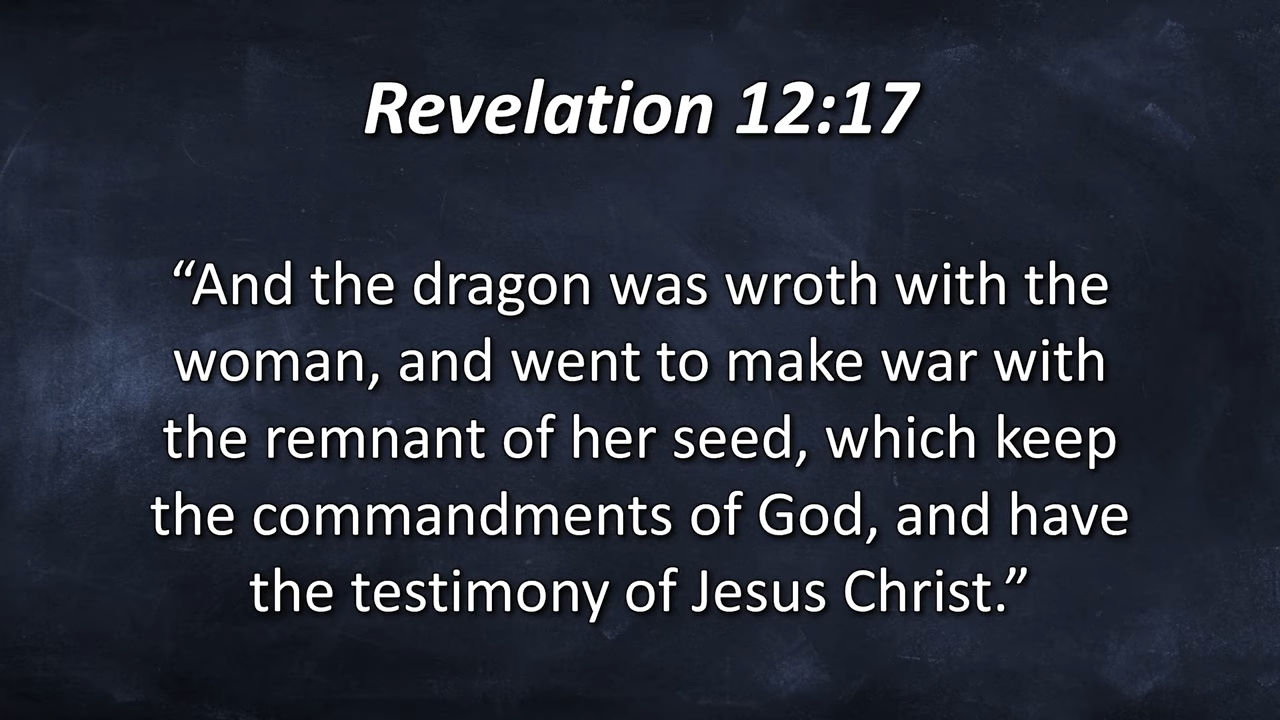 Revelation 12:17
“And the dragon was wroth with the
woman, and went to make war with
the remnant of her seed, which keep
the commandments of God, and have
the testimony of Jesus Christ.”